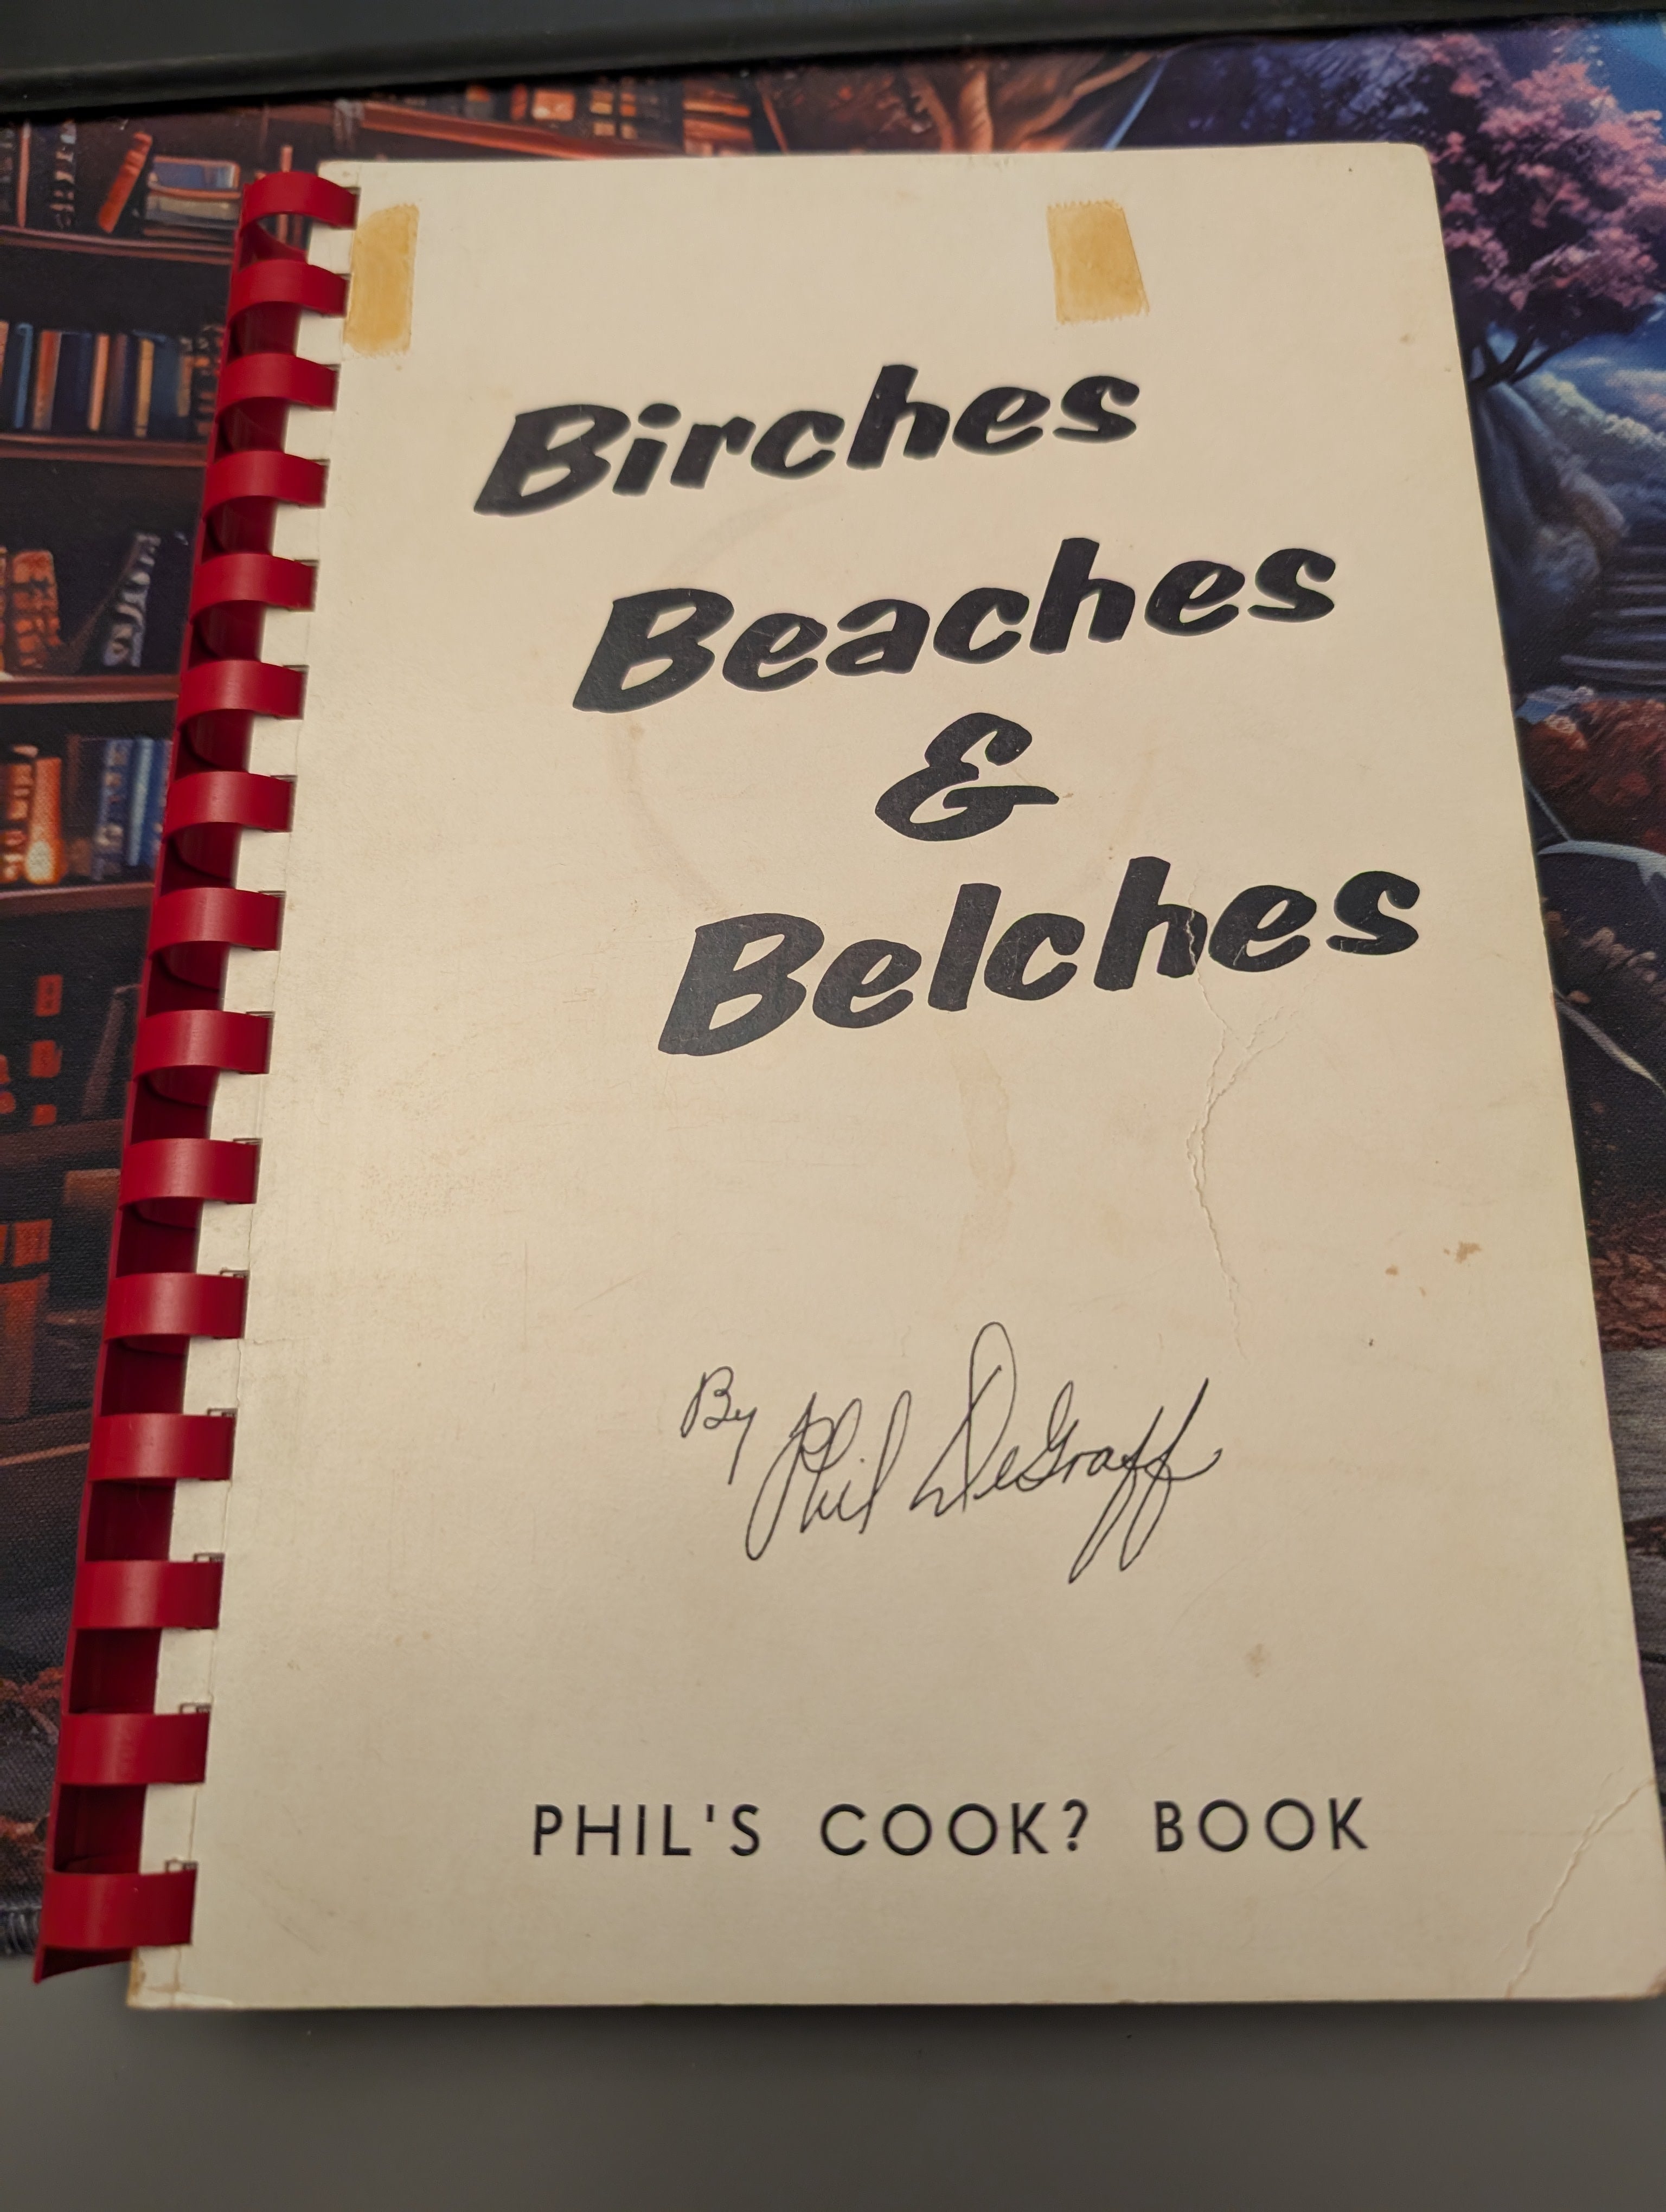 Birches
Beaches
&
Belches
By Phil DeGraff
PHIL'S COOK? BOOK